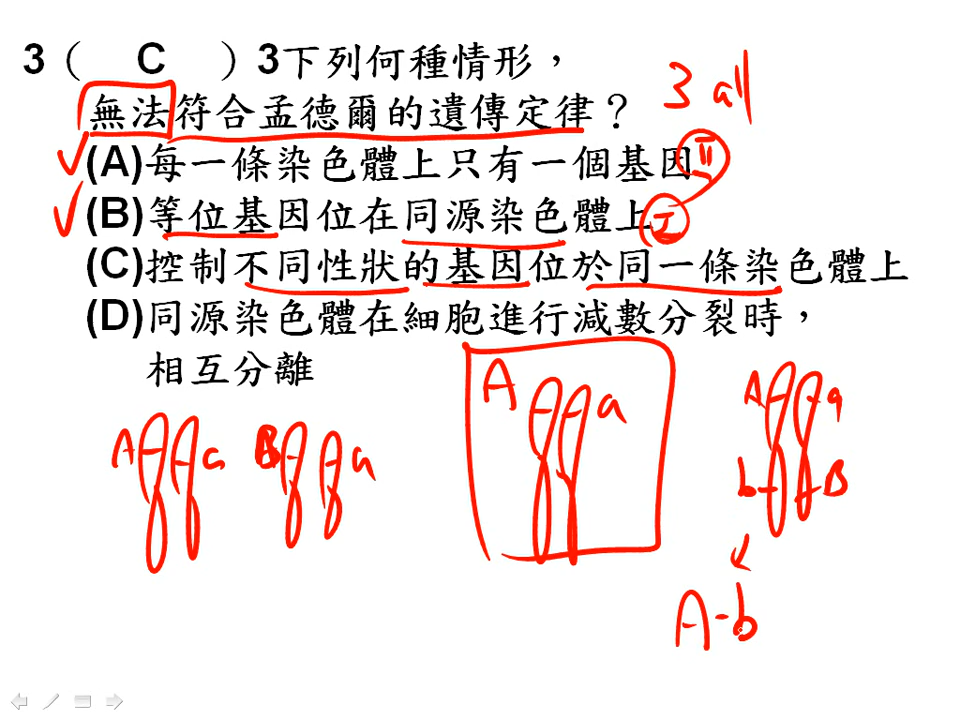 3（ C ）3下列何種情形，
3 all
無法符合孟德爾的遺傳定律？
(A)每一條染色體上只有一個基因 II
(B)等位基因位在同源染色體上 I
(C)控制不同性狀的基因位於同一條染色體上
(D)同源染色體在細胞進行減數分裂時，
相互分離
A a B a
A a
A a
b B
A-b